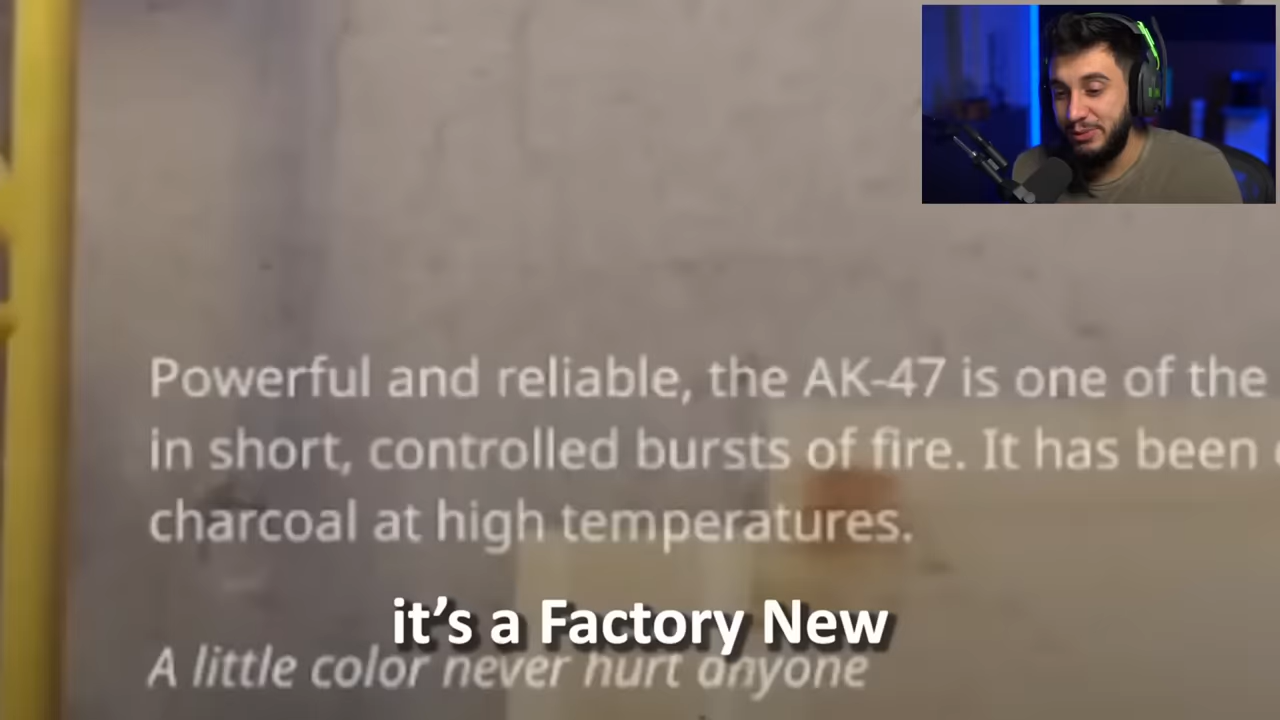 Powerful and reliable, the AK-47 is one of the
in short, controlled bursts of fire. It has been
charcoal at high temperatures.
it's a Factory New
A little color never hurt anyone